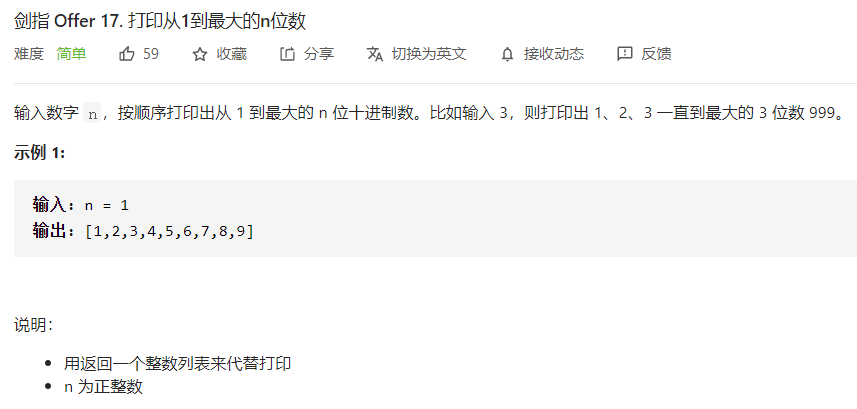 剑指 Offer 17. 打印从1到最大的n位数
难度 简单 59 收藏 分享 切换为英文 接收动态 反馈
输入数字 n，按顺序打印出从 1 到最大的 n 位十进制数。比如输入 3，则打印出 1、2、3 一直到最大的 3 位数 999。
示例 1:
输入：n = 1
输出：[1,2,3,4,5,6,7,8,9]
说明：
• 用返回一个整数列表来代替打印
• n 为正整数